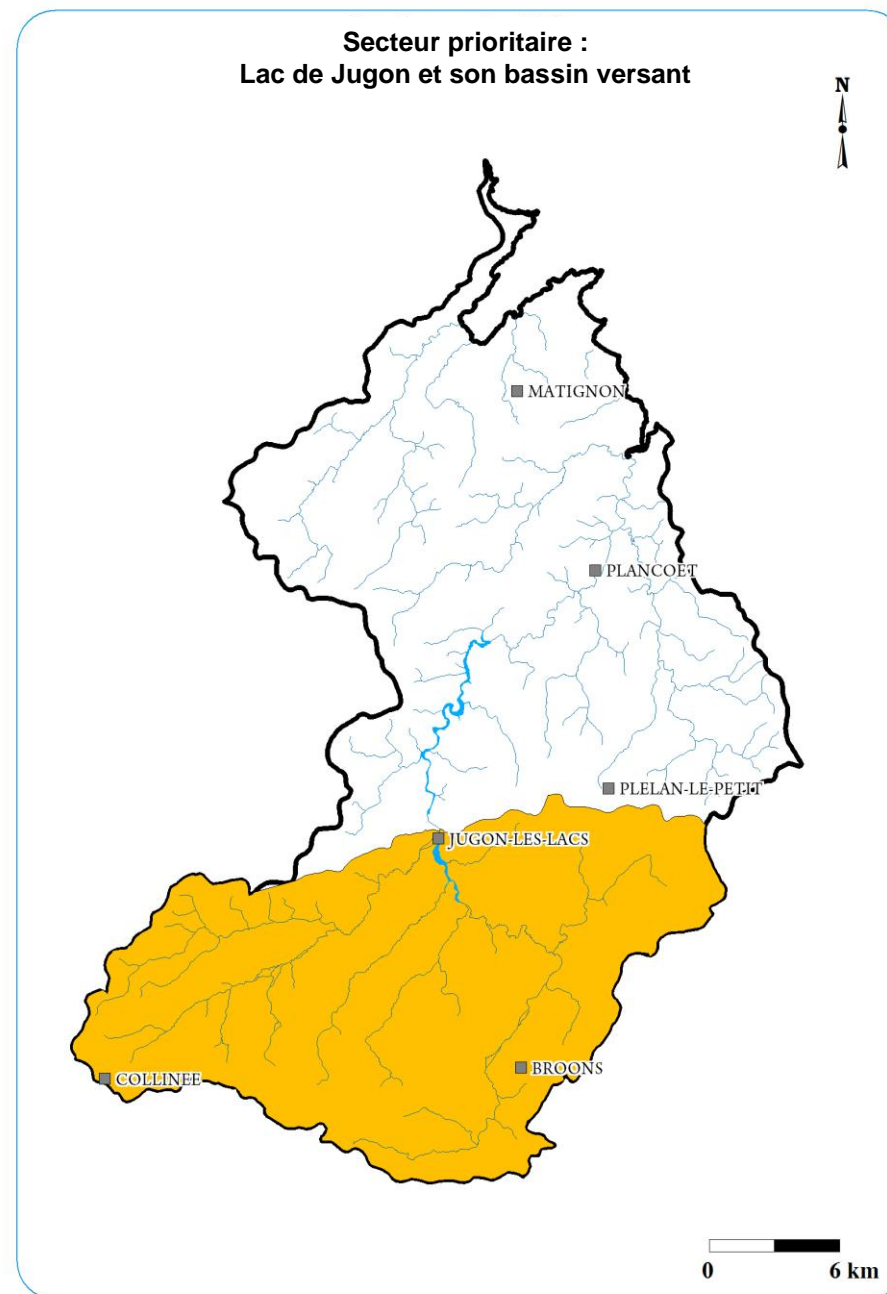 Secteur prioritaire :
Lac de Jugon et son bassin versant
N
MATIGNON
PLANCOET
PLELAN-LE-PETIT
JUGON-LES-LACS
BROONS
COLLINEE
0 6 km